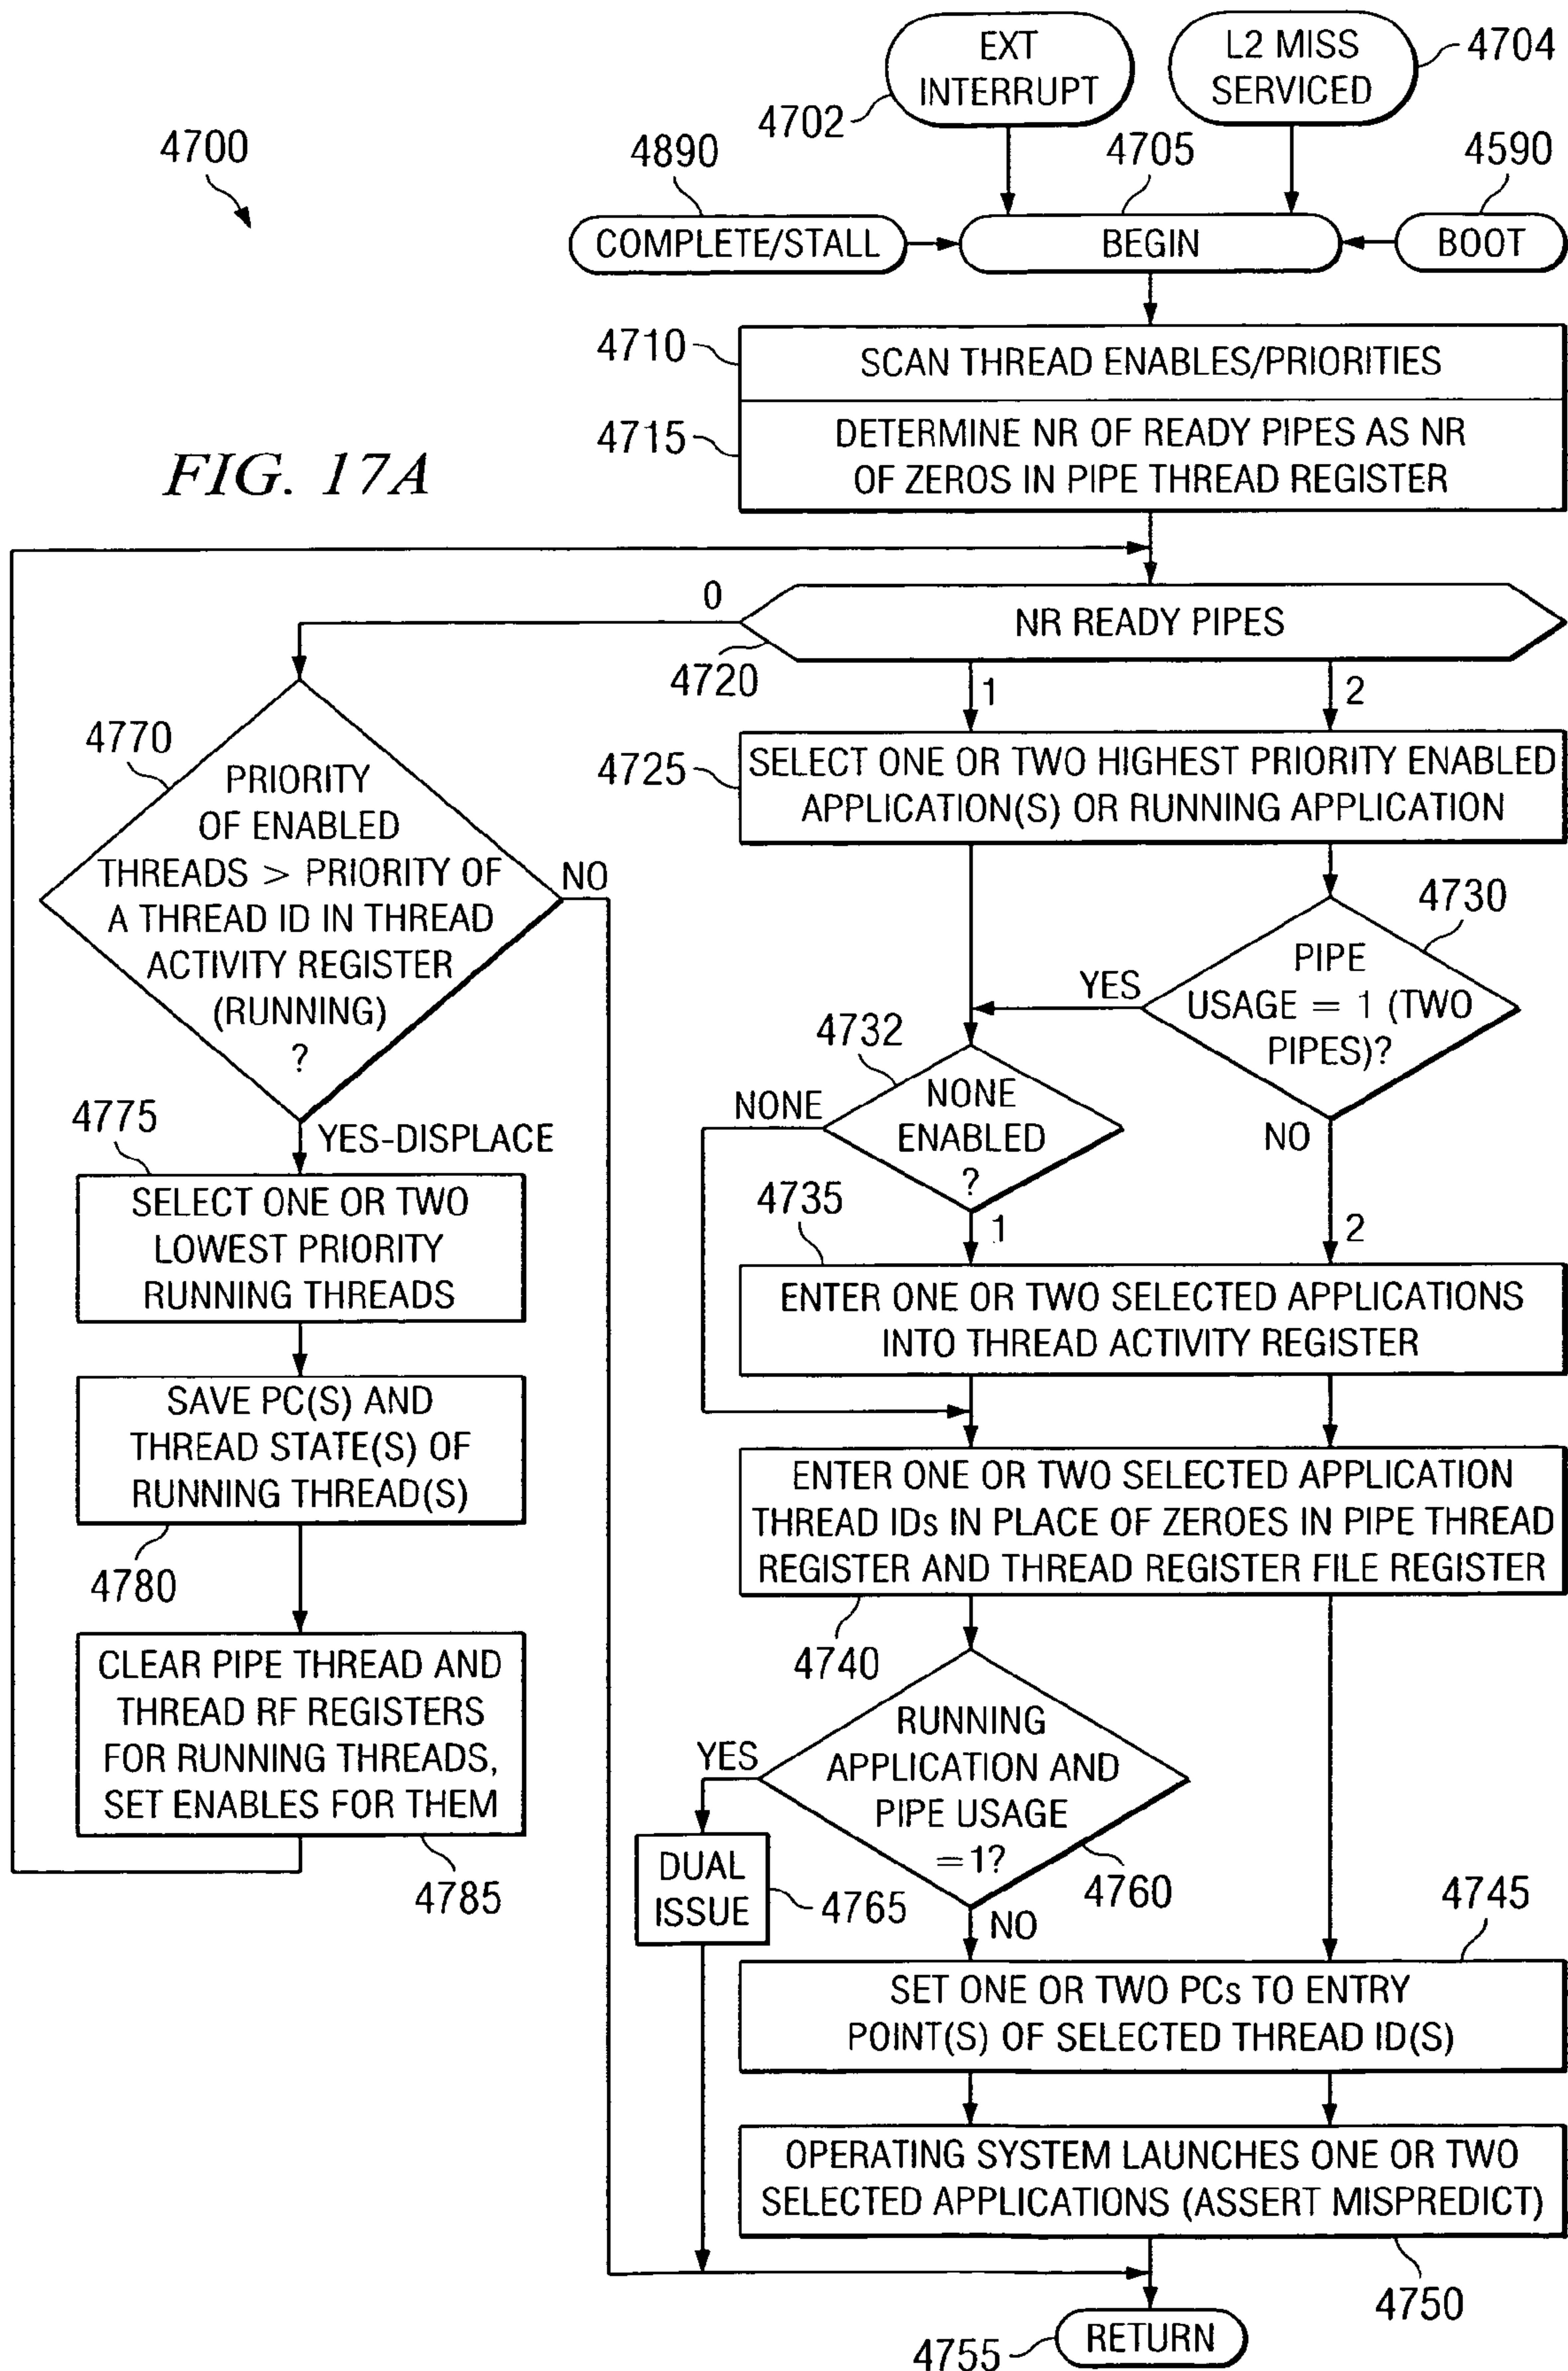 EXT
INTERRUPT
4702
L2 MISS
SERVICED
4704
4700
4890
4705
4590
COMPLETE/STALL
BEGIN
BOOT
4710
SCAN THREAD ENABLES/PRIORITIES
4715
DETERMINE NR OF READY PIPES AS NR
OF ZEROS IN PIPE THREAD REGISTER
FIG. 17A
0
NR READY PIPES
4720
1
2
4770
PRIORITY
OF ENABLED
THREADS > PRIORITY OF
A THREAD ID IN THREAD
ACTIVITY REGISTER
(RUNNING)
?
NO
YES-DISPLACE
4725
SELECT ONE OR TWO HIGHEST PRIORITY ENABLED
APPLICATION(S) OR RUNNING APPLICATION
4730
PIPE
USAGE = 1 (TWO
PIPES)?
YES
NO
4732
NONE
ENABLED
?
NONE
1
2
4775
SELECT ONE OR TWO
LOWEST PRIORITY
RUNNING THREADS
4735
ENTER ONE OR TWO SELECTED APPLICATIONS
INTO THREAD ACTIVITY REGISTER
SAVE PC(S) AND
THREAD STATE(S) OF
RUNNING THREAD(S)
4780
ENTER ONE OR TWO SELECTED APPLICATION
THREAD IDs IN PLACE OF ZEROES IN PIPE THREAD
REGISTER AND THREAD REGISTER FILE REGISTER
4740
CLEAR PIPE THREAD AND
THREAD RF REGISTERS
FOR RUNNING THREADS,
SET ENABLES FOR THEM
4785
RUNNING
APPLICATION AND
PIPE USAGE
=1?
YES
4760
NO
DUAL
ISSUE
4765
4745
SET ONE OR TWO PCs TO ENTRY
POINT(S) OF SELECTED THREAD ID(S)
OPERATING SYSTEM LAUNCHES ONE OR TWO
SELECTED APPLICATIONS (ASSERT MISPREDICT)
4750
4755
RETURN